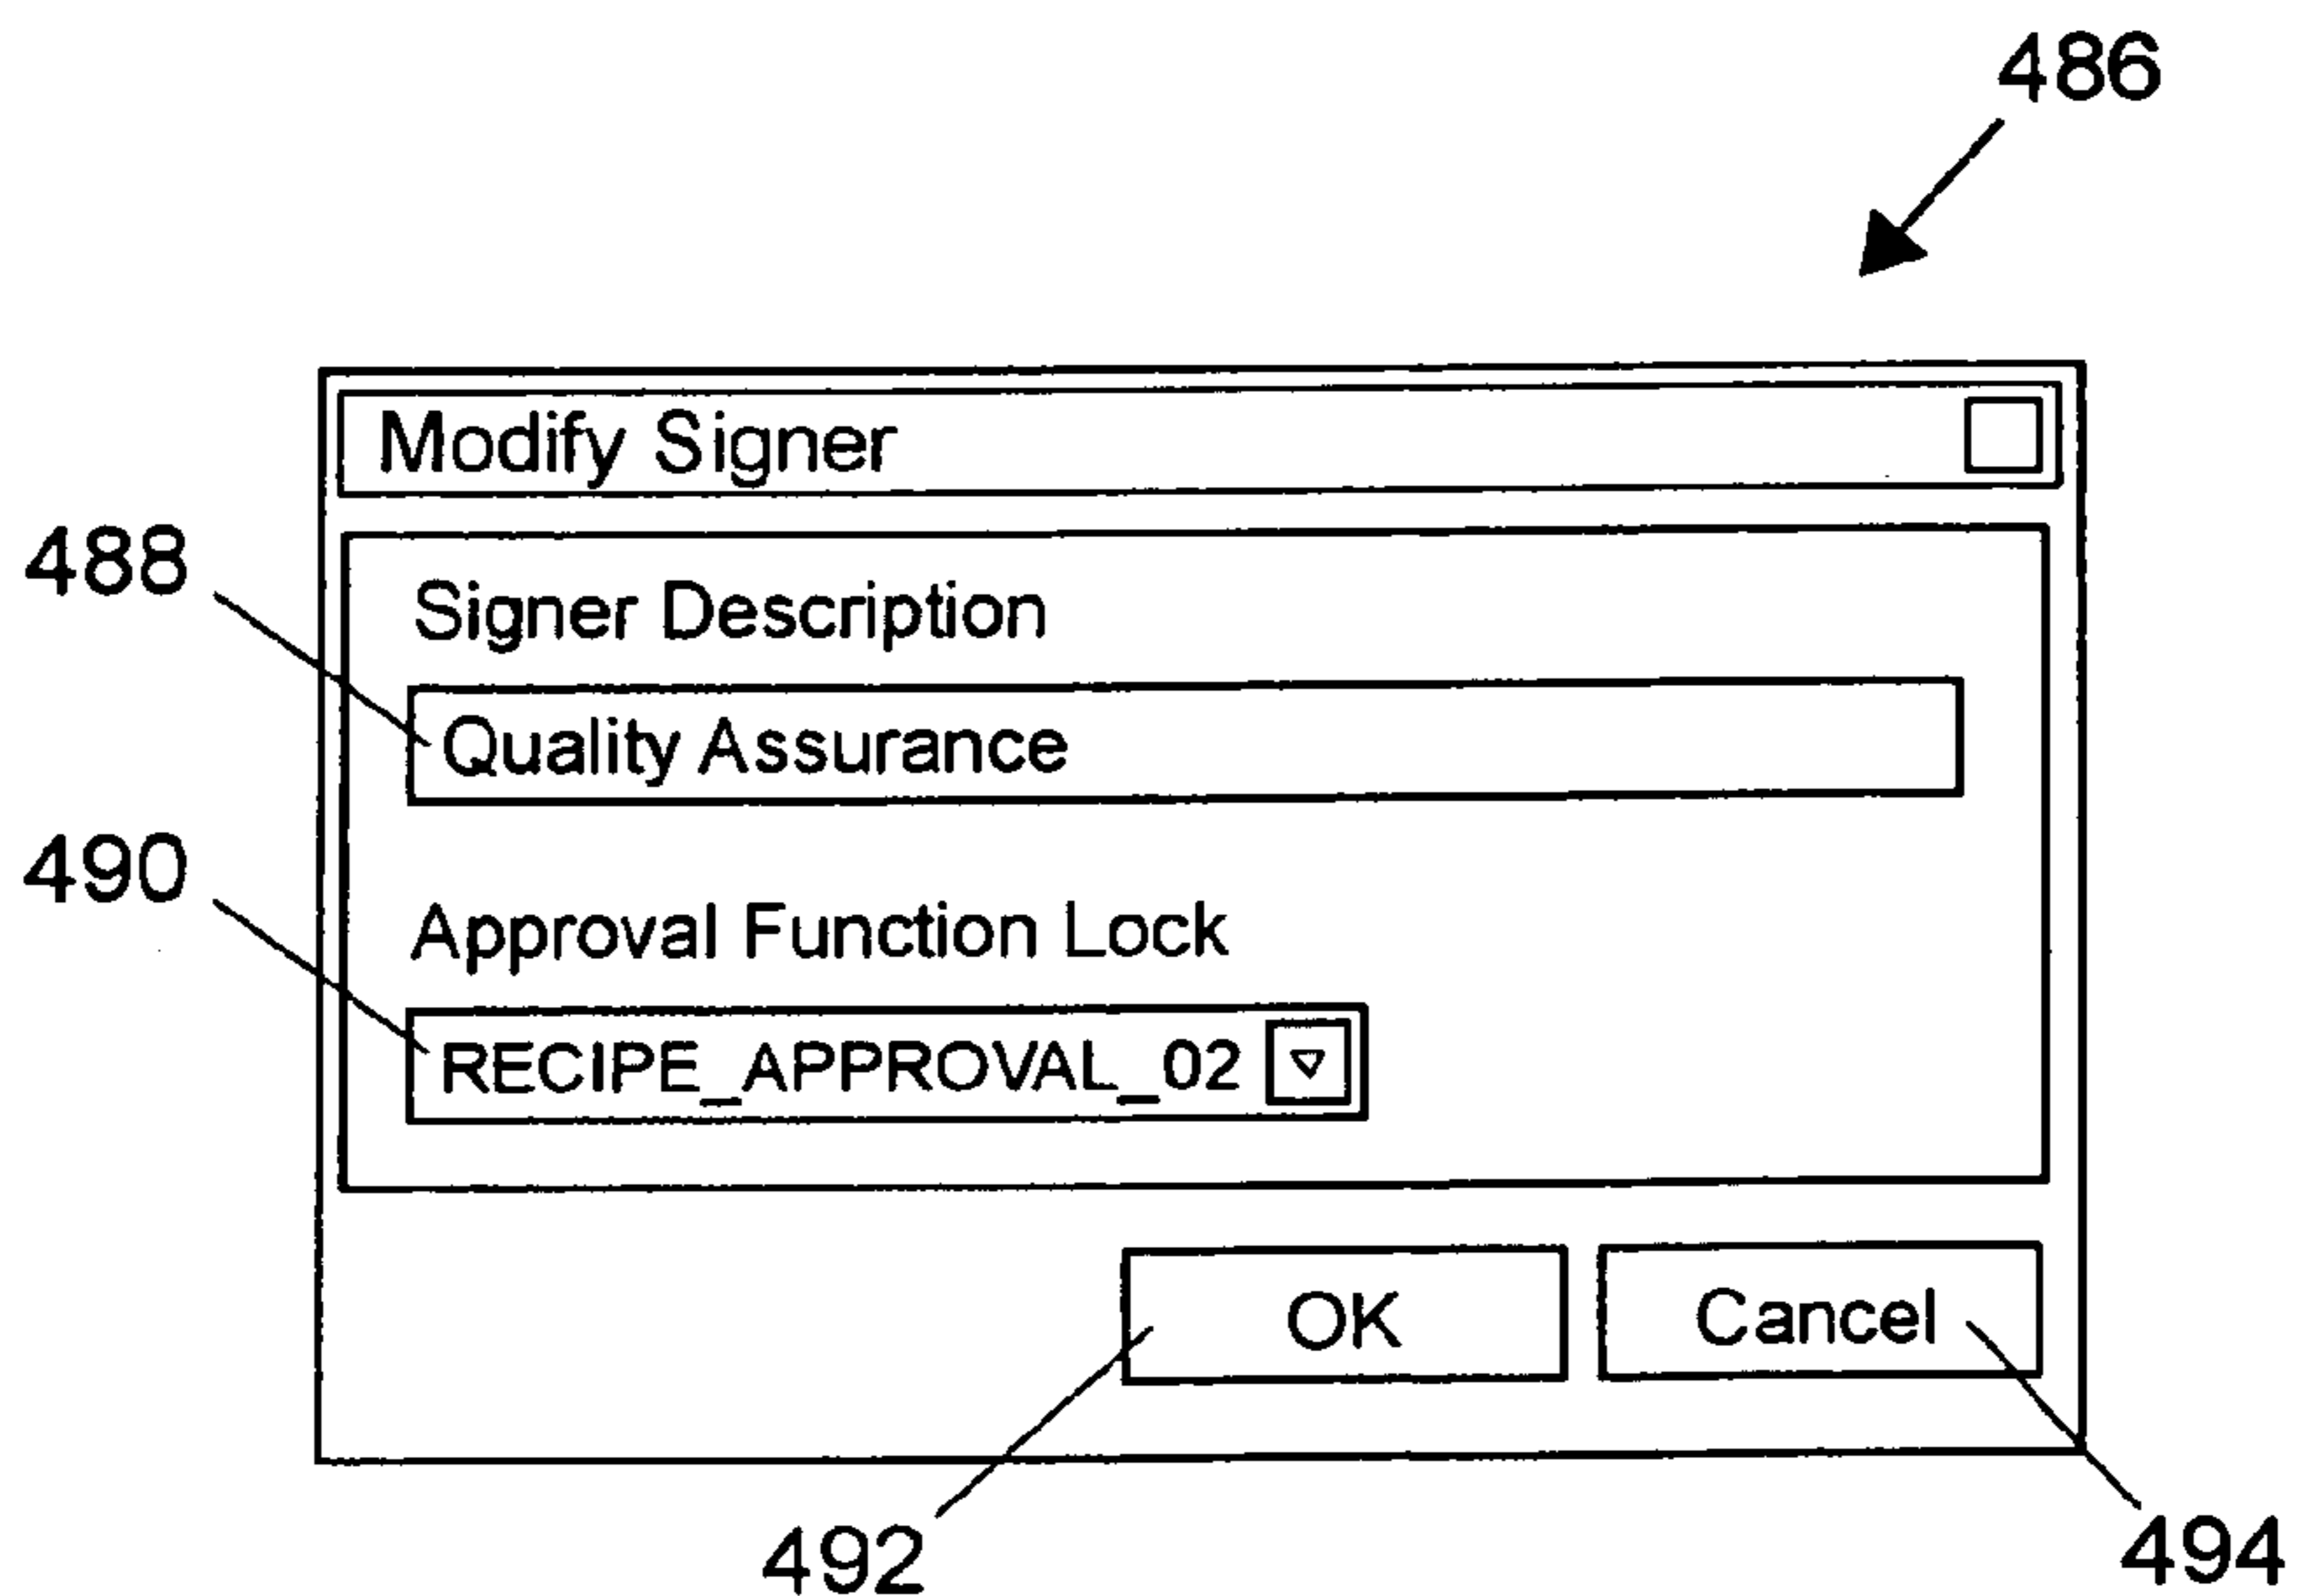 486
Modify Signer
488
Signer Description
Quality Assurance
490
Approval Function Lock
RECIPE_APPROVAL_02
OK
Cancel
492
494